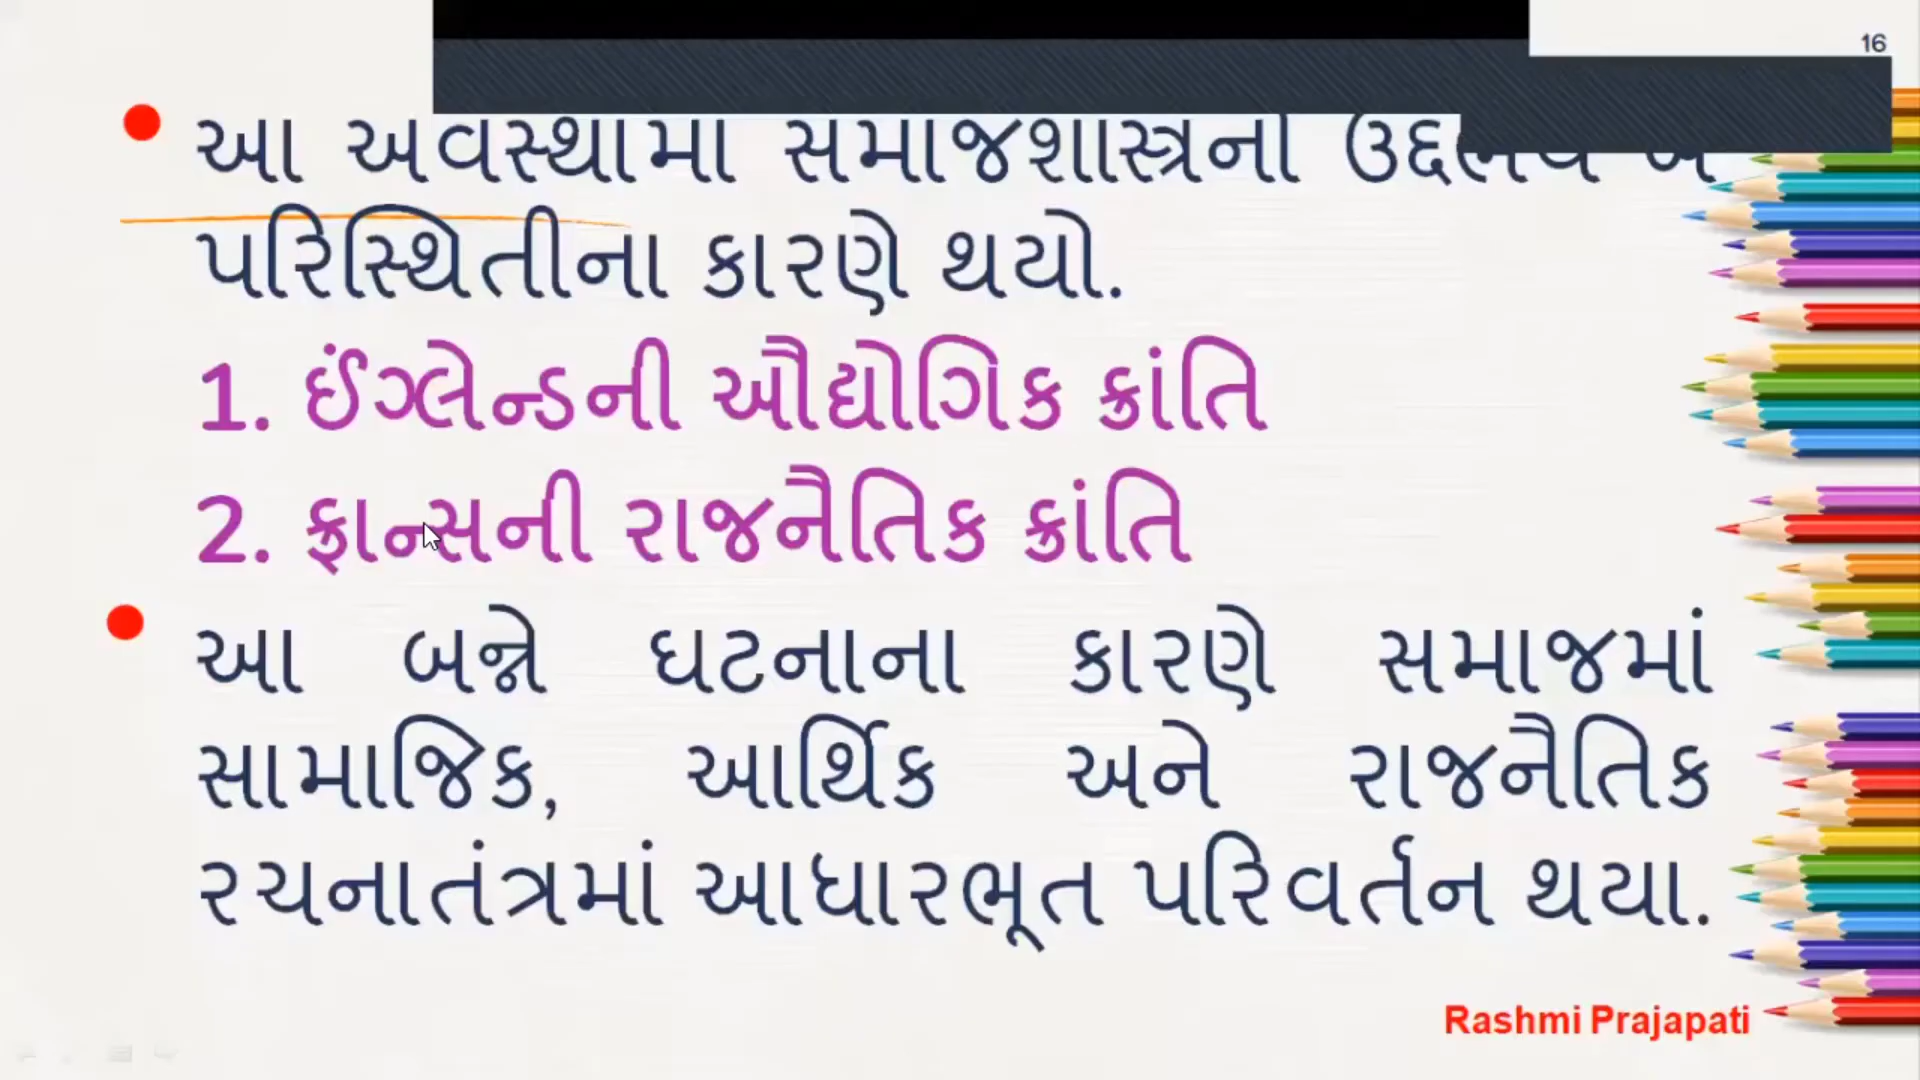 16
આ અવસ્થામાં સમાજશાસ્ત્રનો
પરિસ્થિતીના કારણે થયો.
1. ઈંગ્લેન્ડની ઔદ્યોગિક ક્રાંતિ
2. ફ્રાન્સની રાજનૈતિક ક્રાંતિ
આ બન્ને ઘટનાના કારણે સમાજમાં
સામાજિક, આર્થિક અને રાજનૈતિક
રચનાતંત્રમાં આધારભૂત પરિવર્તન થયા.
Rashmi Prajapati